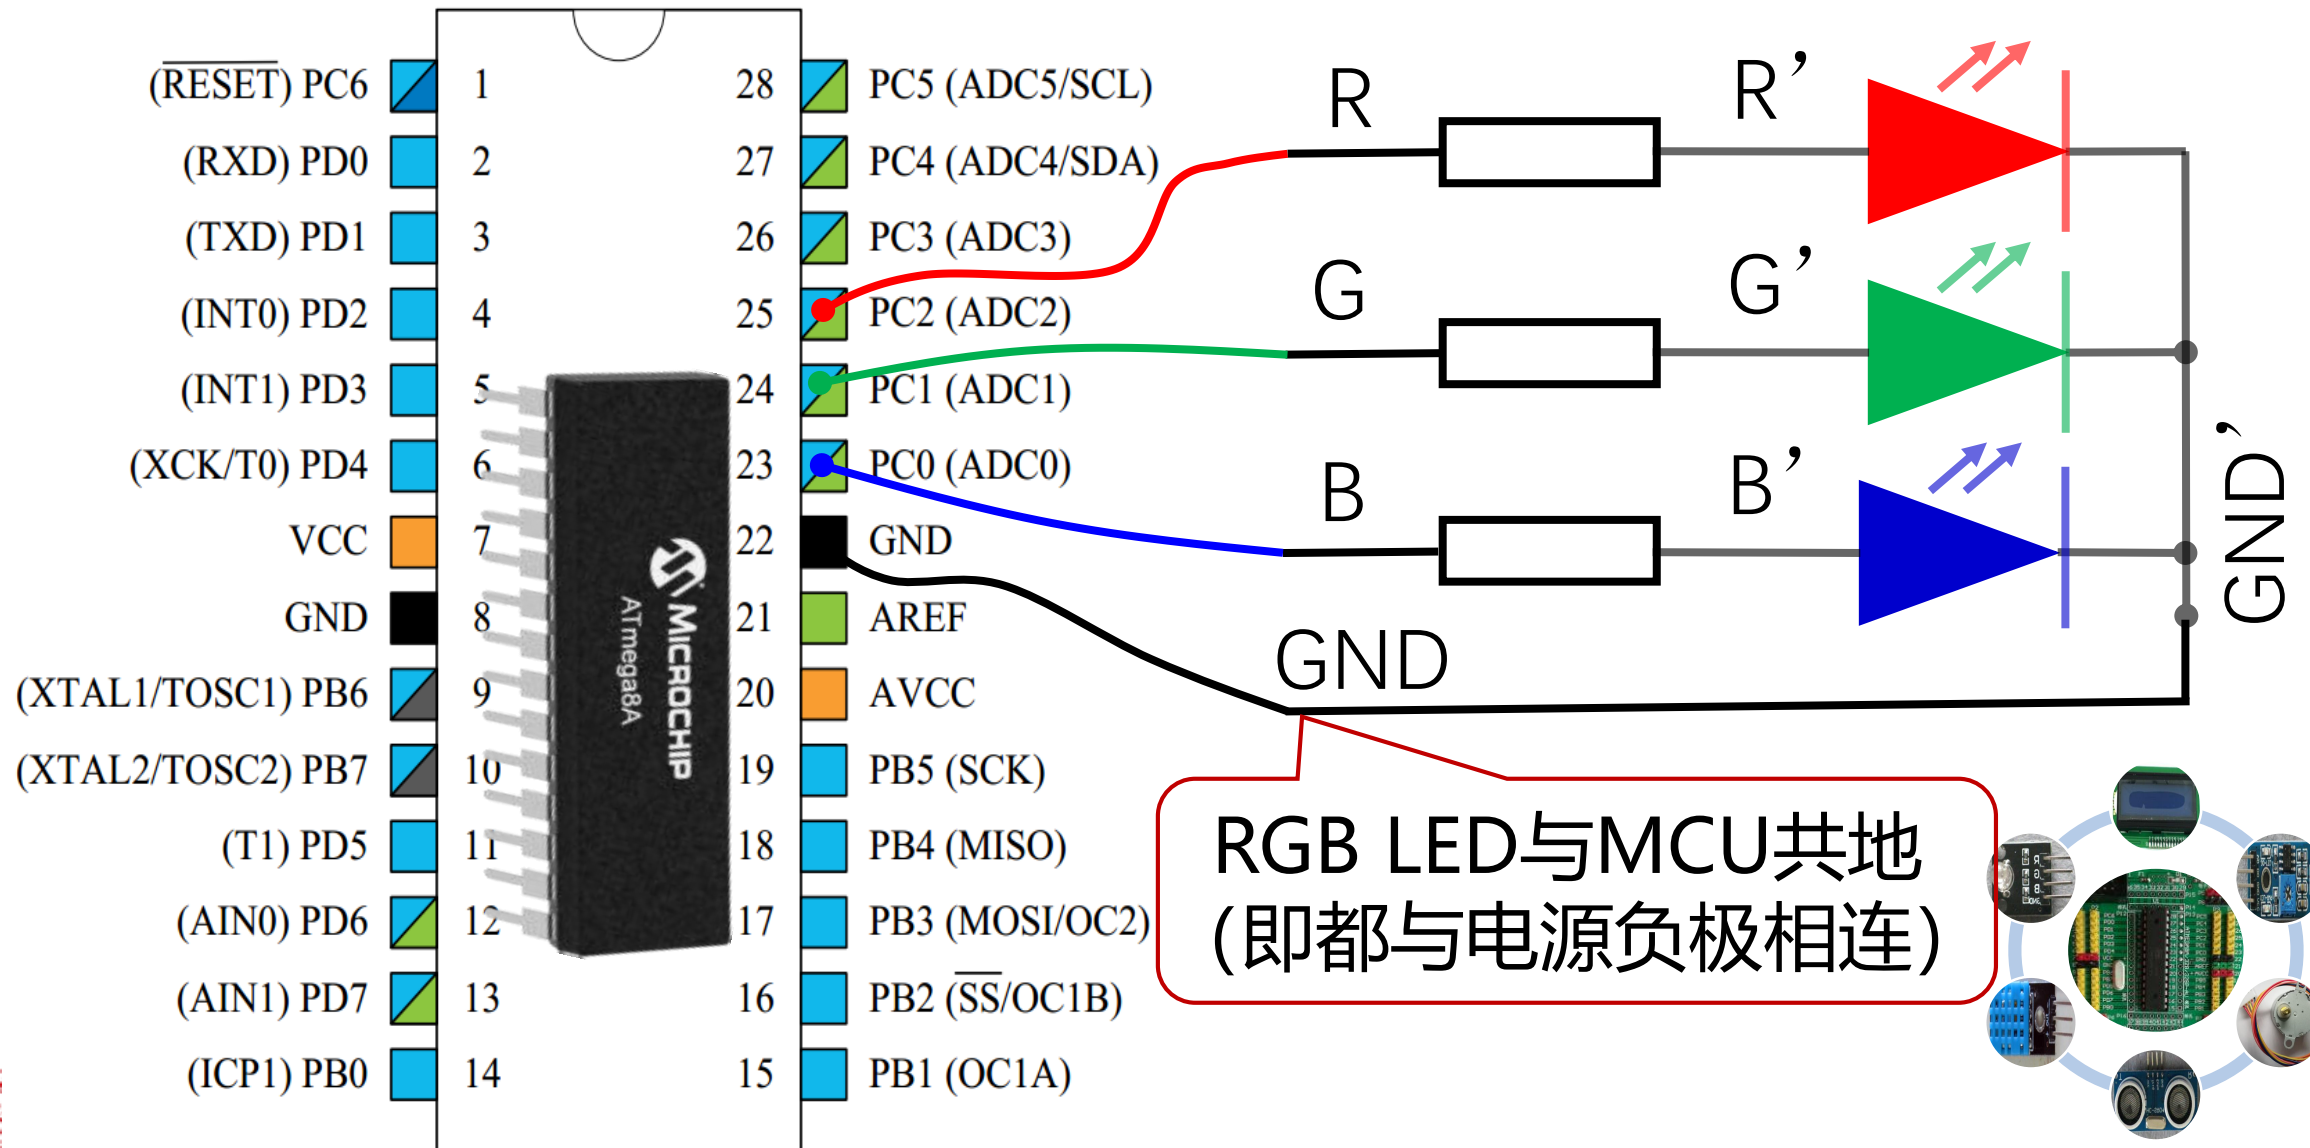 (RESET) PC6 1 28 PC5 (ADC5/SCL)
(RXD) PD0 2 27 PC4 (ADC4/SDA)
(TXD) PD1 3 26 PC3 (ADC3)
(INT0) PD2 4 25 PC2 (ADC2)
(INT1) PD3 5 24 PC1 (ADC1)
(XCK/T0) PD4 6 23 PC0 (ADC0)
VCC 7 22 GND
GND 8 21 AREF
(XTAL1/TOSC1) PB6 9 20 AVCC
(XTAL2/TOSC2) PB7 10 19 PB5 (SCK)
(T1) PD5 11 18 PB4 (MISO)
(AIN0) PD6 12 17 PB3 (MOSI/OC2)
(AIN1) PD7 13 16 PB2 (SS/OC1B)
(ICP1) PB0 14 15 PB1 (OC1A)
MICROCHIP
ATmega8A
R R’
G G’
B B’
GND
GND’
RGB LED与MCU共地
（即都与电源负极相连）